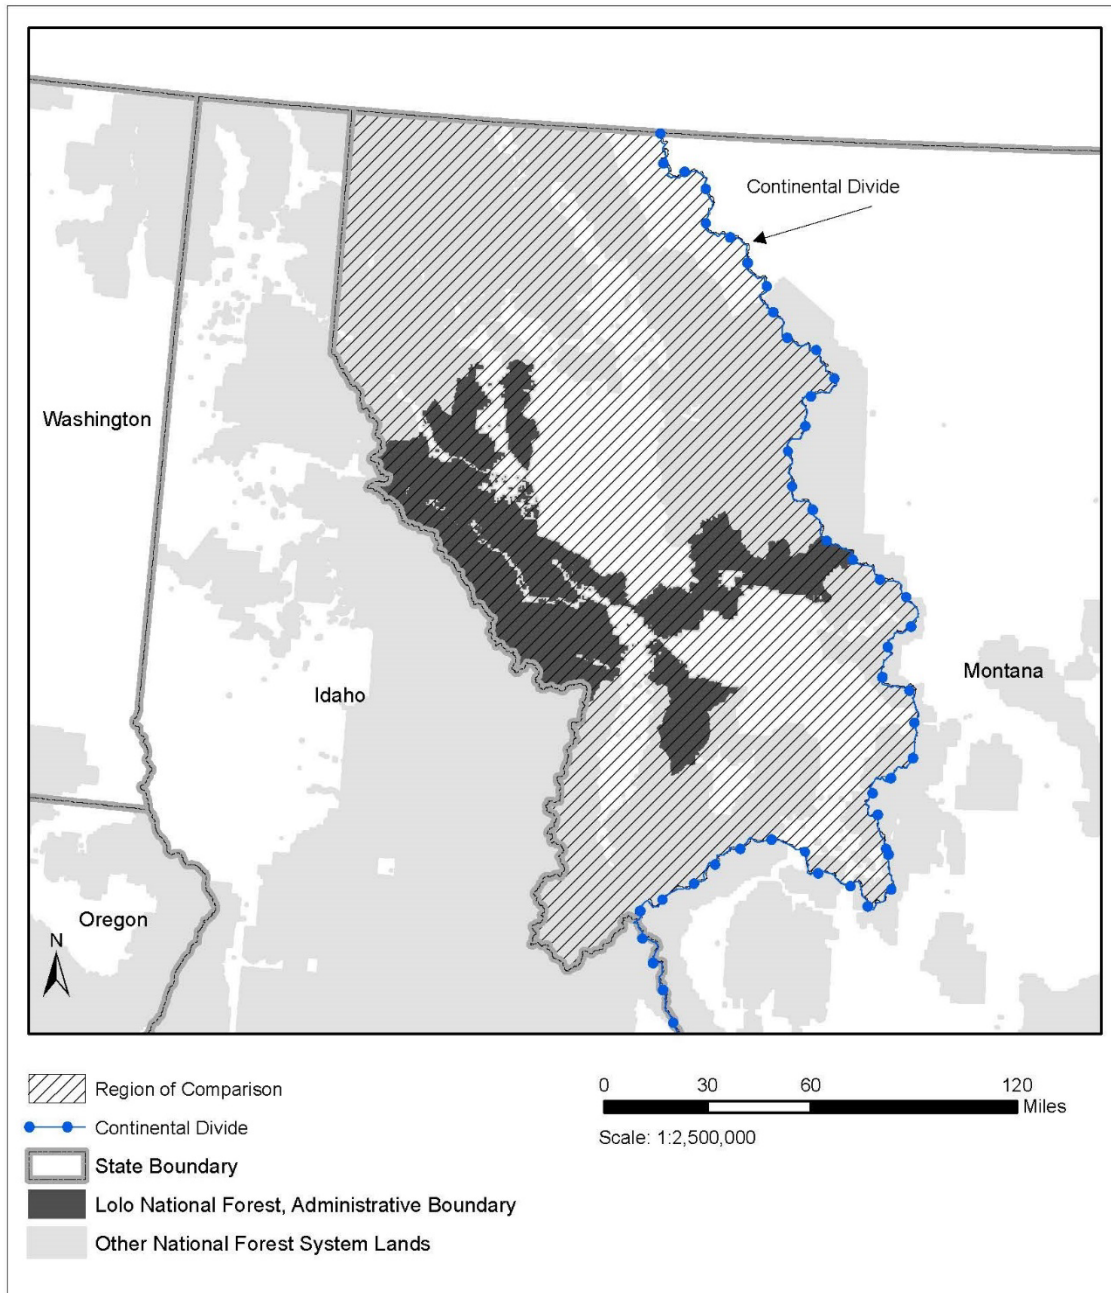 Continental Divide
Washington
Montana
Idaho
Oregon
N
Region of Comparison
Continental Divide
State Boundary
Lolo National Forest, Administrative Boundary
Other National Forest System Lands
0 30 60 120
Miles
Scale: 1:2,500,000